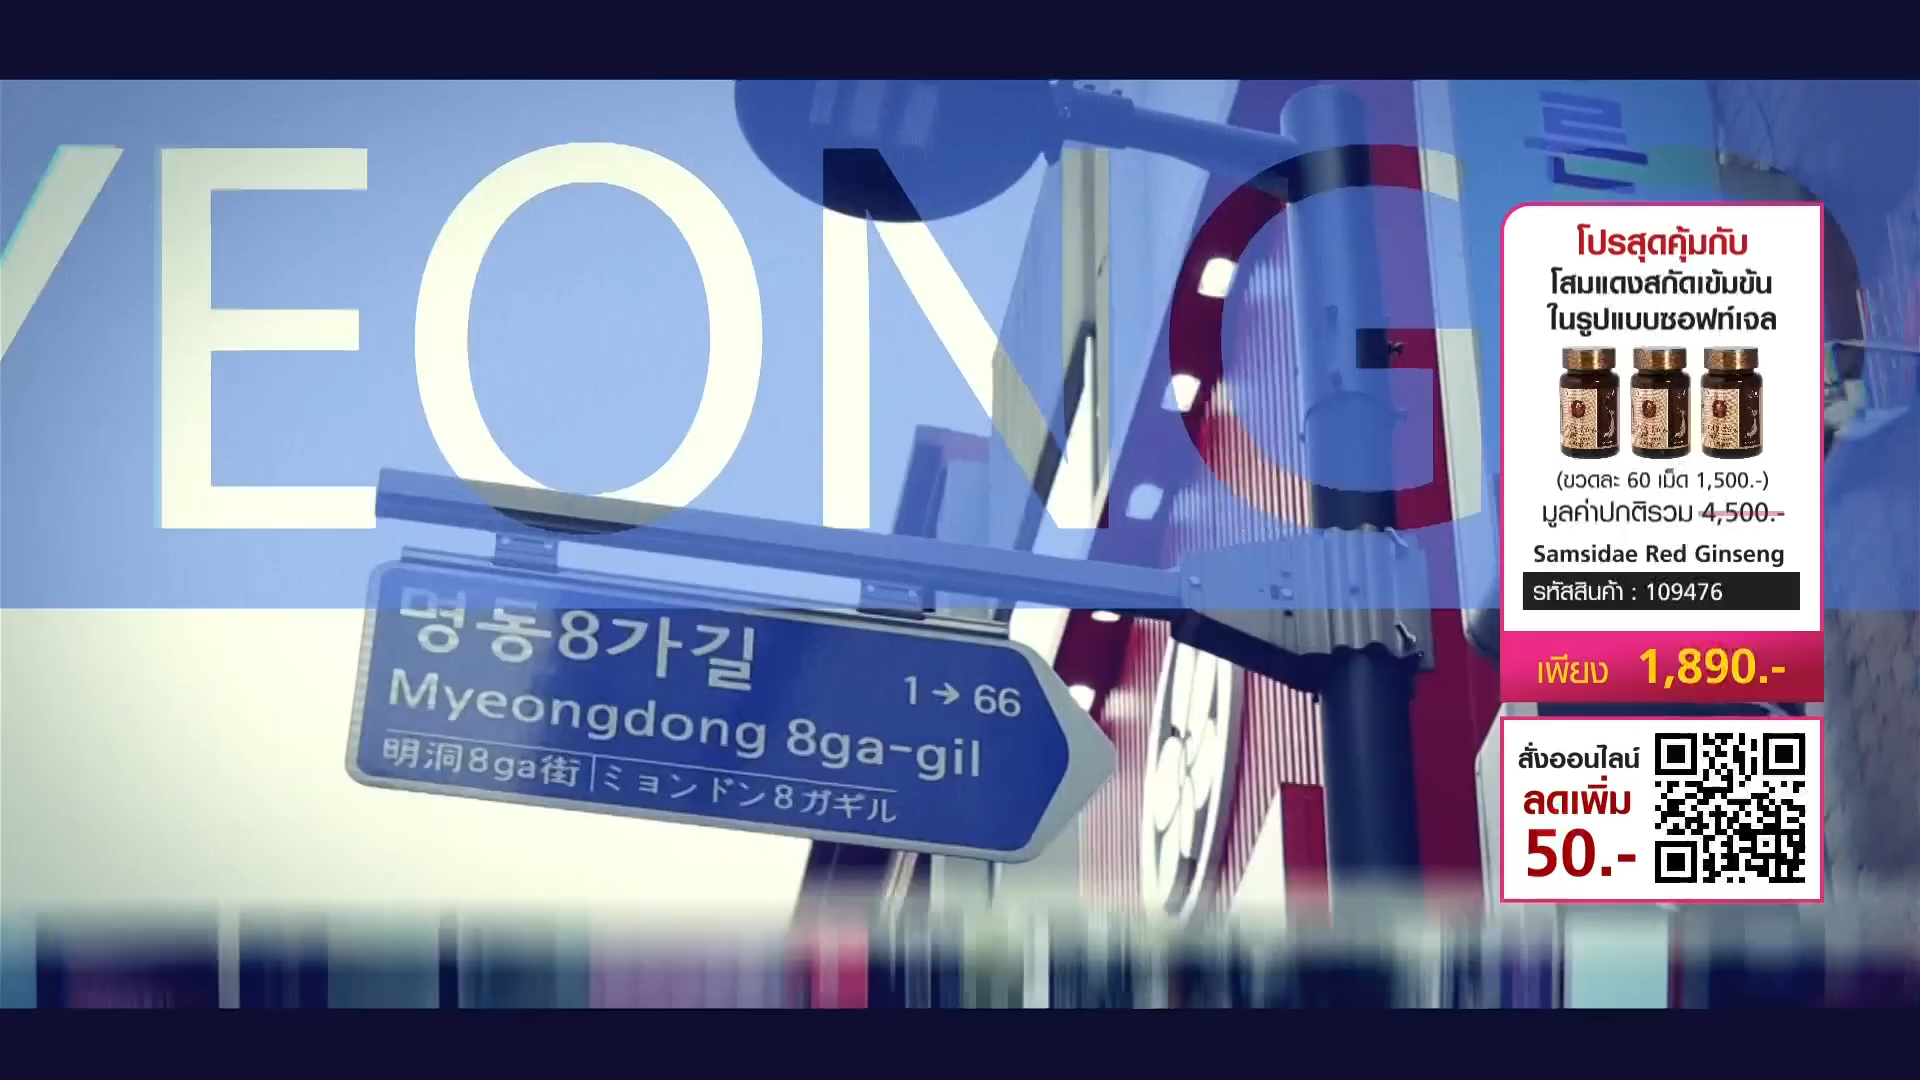 YEONG
른
명동8가길
1→66
Myeongdong 8ga-gil
明洞8ga街|ミョンドン8ガギル
โปรสุดคุ้มกับ
โสมแดงสกัดเข้มข้น
ในรูปแบบซอฟท์เจล
(ขวดละ 60 เม็ด 1,500.-)
มูลค่าปกติรวม 4,500.-
Samsidae Red Ginseng
รหัสสินค้า : 109476
เพียง 1,890.-
สั่งออนไลน์
ลดเพิ่ม
50.-